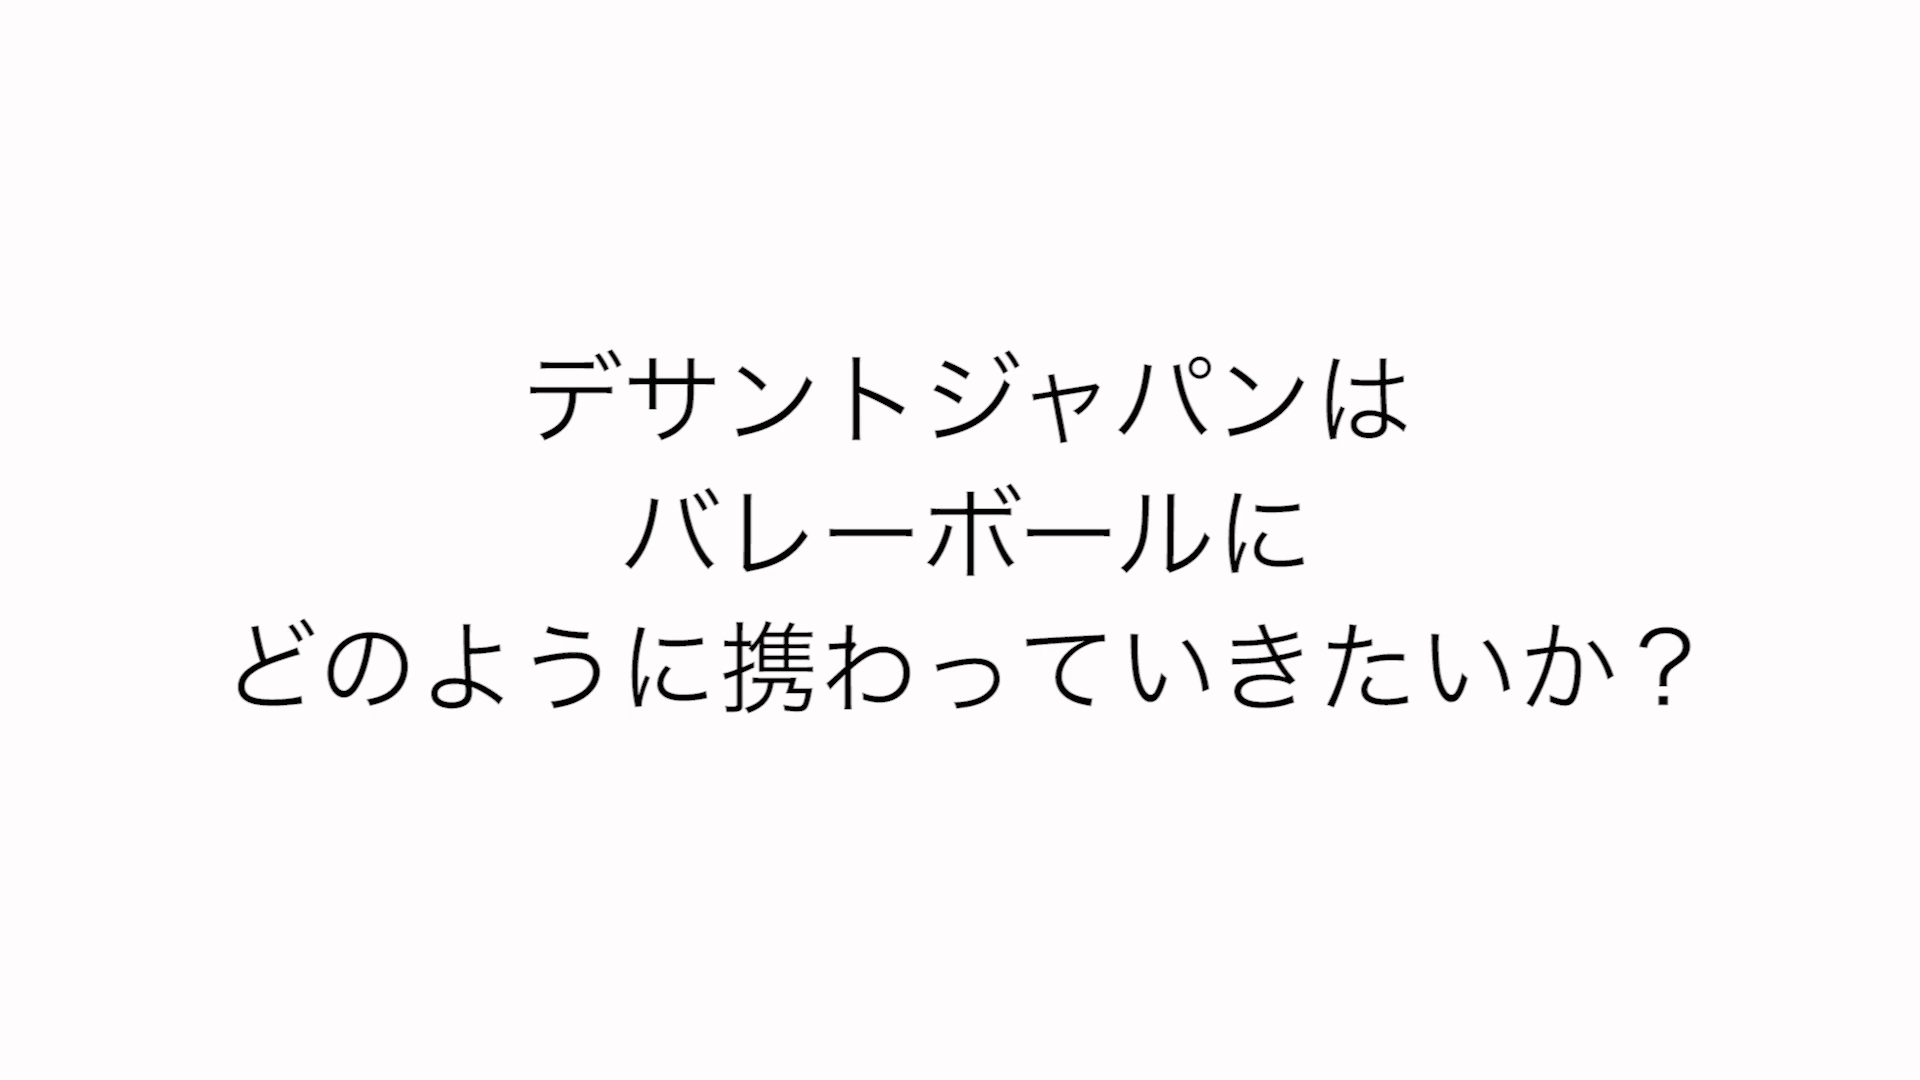 デサントジャパンは
バレーボールに
どのように携わっていきたいか？